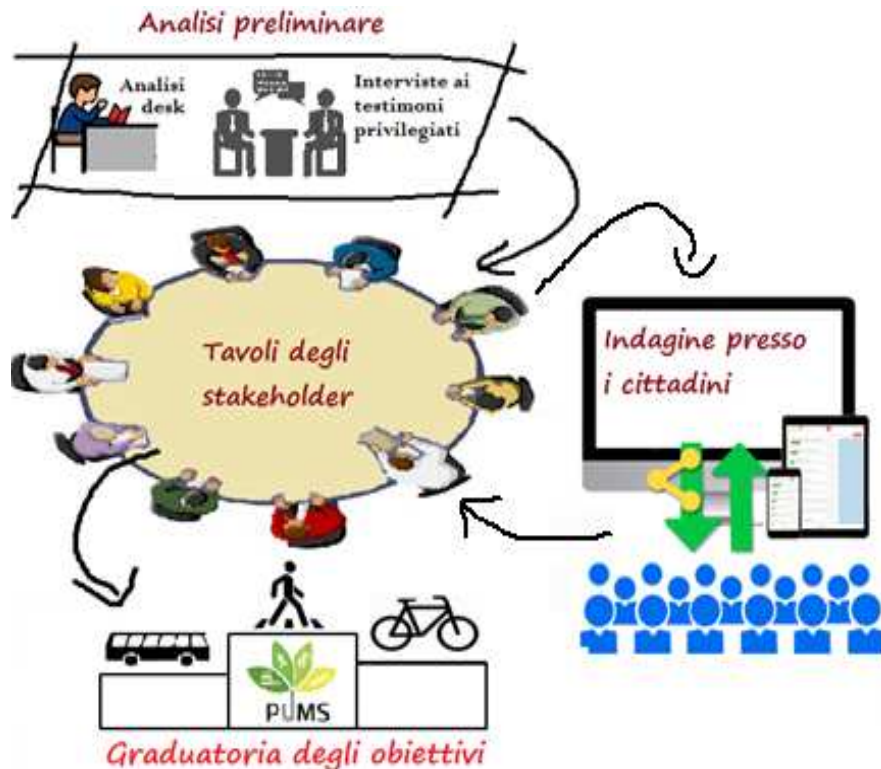 Analisi preliminare
Analisi
desk
Interviste ai
testimoni
privilegiati
Tavoli degli
stakeholder
Indagine presso
i cittadini
PUMS
Graduatoria degli obiettivi